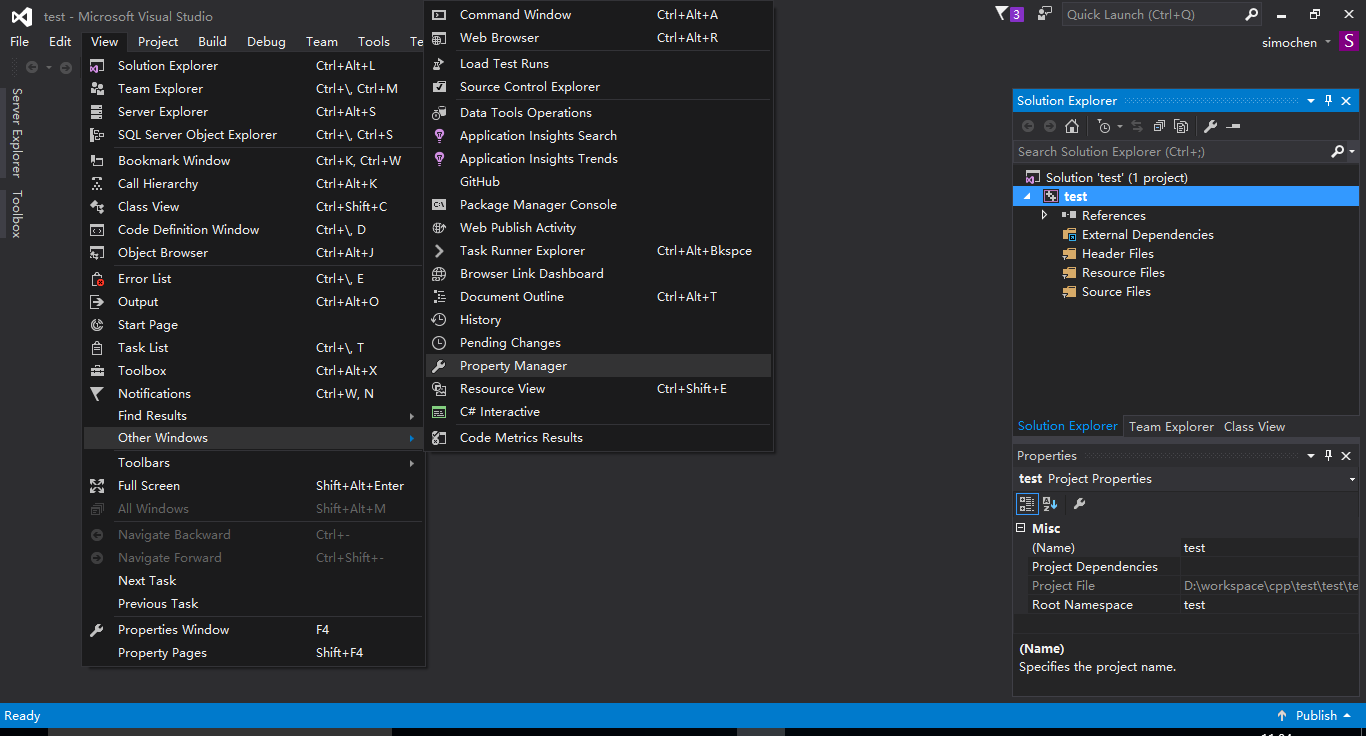 test - Microsoft Visual Studio
3
Quick Launch (Ctrl+Q)
File Edit View Project Build Debug Team Tools Te
simochen S
Server Explorer
Toolbox
Solution Explorer Ctrl+Alt+L
Team Explorer Ctrl+\, Ctrl+M
Server Explorer Ctrl+Alt+S
SQL Server Object Explorer Ctrl+\, Ctrl+S
Bookmark Window Ctrl+K, Ctrl+W
Call Hierarchy Ctrl+Alt+K
Class View Ctrl+Shift+C
Code Definition Window Ctrl+\, D
Object Browser Ctrl+Alt+J
Error List Ctrl+\, E
Output Ctrl+Alt+O
Start Page
Task List Ctrl+\, T
Toolbox Ctrl+Alt+X
Notifications Ctrl+W, N
Find Results
Other Windows
Toolbars
Full Screen Shift+Alt+Enter
All Windows Shift+Alt+M
Navigate Backward Ctrl+-
Navigate Forward Ctrl+Shift+-
Next Task
Previous Task
Properties Window F4
Property Pages Shift+F4
Command Window Ctrl+Alt+A
Web Browser Ctrl+Alt+R
Load Test Runs
Source Control Explorer
Data Tools Operations
Application Insights Search
Application Insights Trends
GitHub
Package Manager Console
Web Publish Activity
Task Runner Explorer Ctrl+Alt+Bkspce
Browser Link Dashboard
Document Outline Ctrl+Alt+T
History
Pending Changes
Property Manager
Resource View Ctrl+Shift+E
C# Interactive
Code Metrics Results
Solution Explorer
Search Solution Explorer (Ctrl+;)
Solution 'test' (1 project)
test
References
External Dependencies
Header Files
Resource Files
Source Files
Solution Explorer Team Explorer Class View
Properties
test Project Properties
Misc
(Name) test
Project Dependencies
Project File D:\workspace\cpp\test\test\te
Root Namespace test
(Name)
Specifies the project name.
Ready
Publish